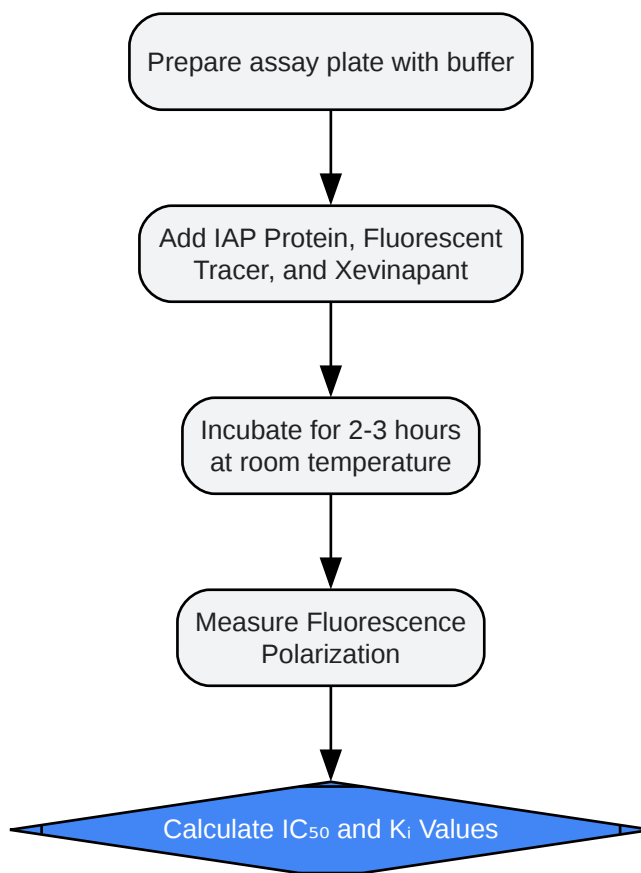 Prepare assay plate with buffer
Add IAP Protein, Fluorescent
Tracer, and Xevinapant
Incubate for 2-3 hours
at room temperature
Measure Fluorescence
Polarization
Calculate IC₅₀ and Kᵢ Values